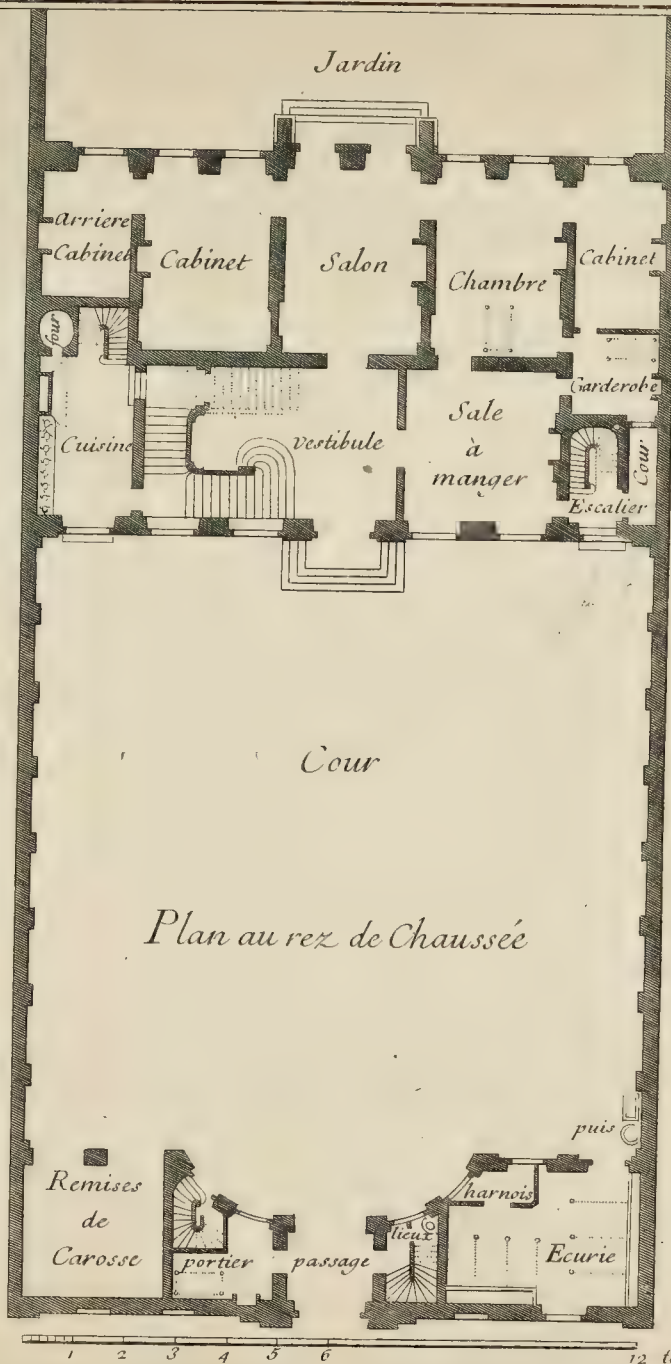 Jardin
Arriere
Cabinet
Cabinet
Salon
Chambre
Cabinet
four
Garderobe
Cuisine
vestibule
Sale
à
manger
Cour
Escalier
Cour
Plan au rez de Chaussée
puis
Remises
de
Carosse
portier
passage
lieux
harnois
Ecurie
1 2 3 4 5 6 12 t